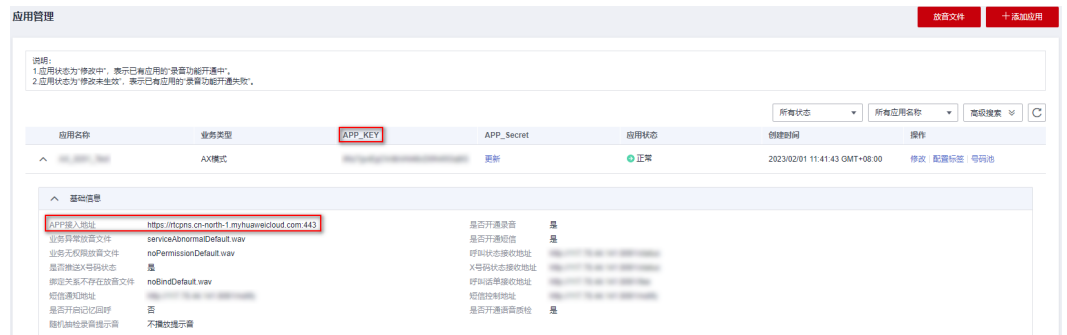 应用管理
放音文件
＋添加应用
说明：
1.应用状态为“修改中”，表示已有应用的“录音功能开通中”。
2.应用状态为“修改未生效”，表示已有应用的“录音功能开通失败”。
所有状态
所有应用名称
高级搜索
应用名称 业务类型 APP_KEY APP_Secret 应用状态 创建时间 操作
AX模式 更新 正常 2023/02/01 11:41:43 GMT+08:00 修改 配置标签 号码池
基础信息
APP接入地址 https://rtcpns.cn-north-1.myhuaweicloud.com:443 是否开通录音 是
业务异常放音文件 serviceAbnormalDefault.wav 是否开通短信 是
业务无权限放音文件 noPermissionDefault.wav 呼叫状态接收地址
是否推送X号码状态 是 X号码状态接收地址
绑定关系不存在放音文件 noBindDefault.wav 呼叫话单接收地址
短信通知地址 短信控制地址
是否开启记忆回呼 否 是否开通语音质检 是
随机抽检录音提示音 不播放提示音